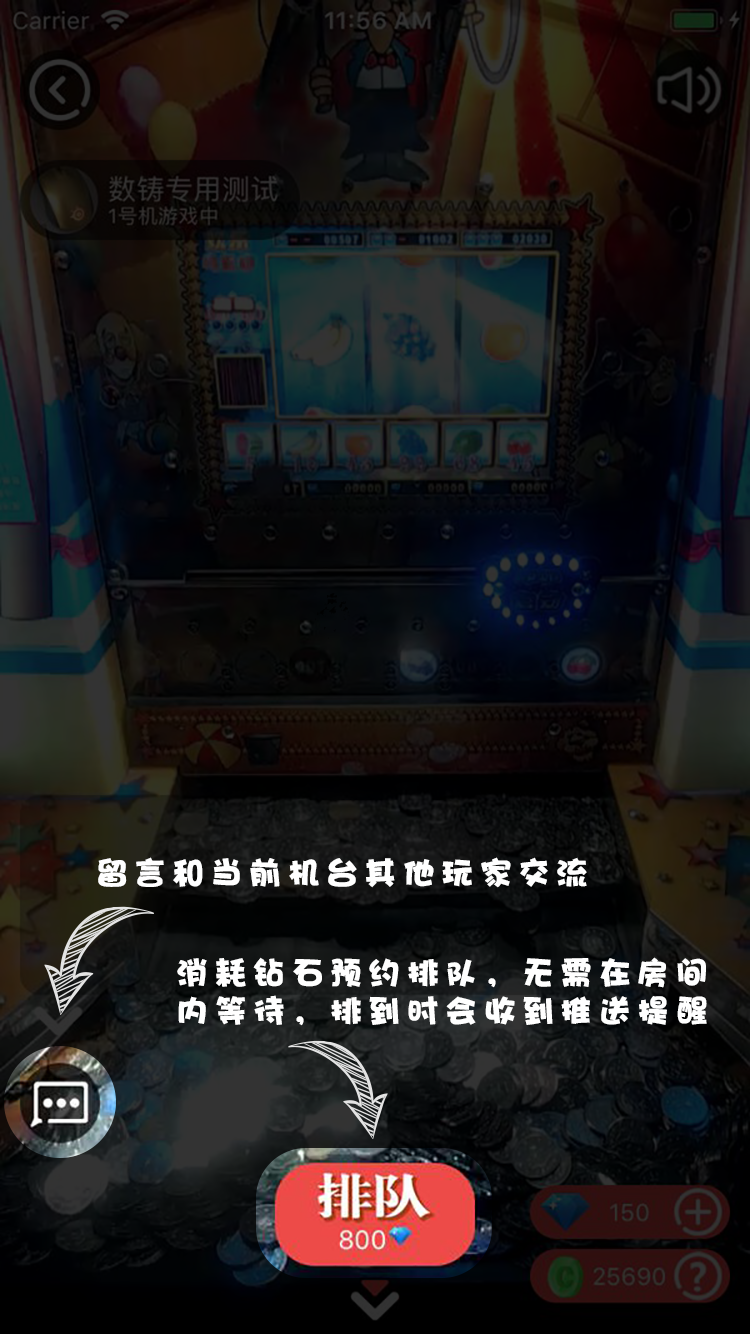 Carrier 11:56 AM
数铸专用测试
1号机游戏中
留言和当前机台其他玩家交流
消耗钻石预约排队，无需在房间
内等待，排到时会收到推送提醒
排队
800
150
25690